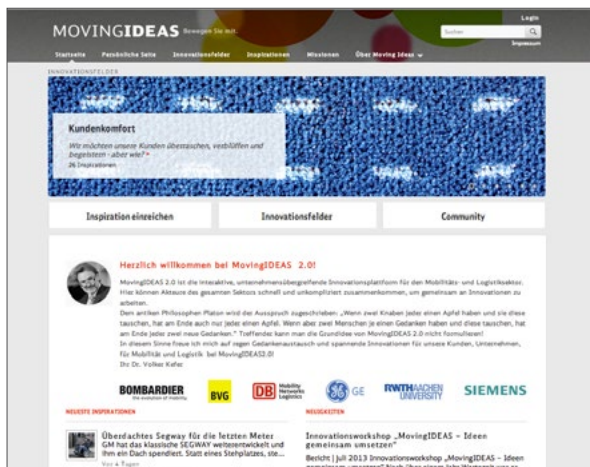 Login
MOVINGIDEAS Bewegen Sie mit.
Suchen
Impressum
Startseite Persönliche Seite Innovationsfelder Inspirationen Missionen Über Moving Ideas
INNOVATIONSFELDER
Kundenkomfort
Wir möchten unsere Kunden überraschen, verblüffen und
begeistern - aber wie?
26 Inspirationen
Inspiration einreichen Innovationsfelder Community
Herzlich willkommen bei MovingIDEAS 2.0!
MovingIDEAS 2.0 ist die interaktive, unternehmensübergreifende Innovationsplattform für den Mobilitäts- und Logistiksektor.
Hier können Akteure des gesamten Sektors schnell und unkompliziert zusammenkommen, um gemeinsam an Innovationen zu
arbeiten.
Dem antiken Philosophen Platon wird der Ausspruch zugeschrieben: „Wenn zwei Knaben jeder einen Apfel haben und sie diese
tauschen, hat am Ende auch nur jeder einen Apfel. Wenn aber zwei Menschen je einen Gedanken haben und diese tauschen, hat
am Ende jeder zwei neue Gedanken." Treffender kann man die Grundidee von MovingIDEAS 2.0 nicht formulieren!
In diesem Sinne freue ich mich auf regen Gedankenaustausch und spannende Innovationen für unsere Kunden, Unternehmen,
für Mobilität und Logistik bei MovingIDEAS2.0!
Ihr Dr. Volker Kefer
BOMBARDIER
the evolution of mobility
BVG
DB Mobility
Networks
Logistics
GE
RWTHAACHEN
UNIVERSITY
SIEMENS
NEUESTE INSPIRATIONEN
Überdachtes Segway für die letzten Meter
GM hat das klassische SEGWAY weiterentwickelt und
ihm ein Dach spendiert. Statt eines Stehplatzes, ste...
Vor 4 Tagen
NEUIGKEITEN
Innovationsworkshop „MovingIDEAS – Ideen
gemeinsam umsetzen"
Bericht | Juli 2013 Innovationsworkshop „MovingIDEAS – Ideen